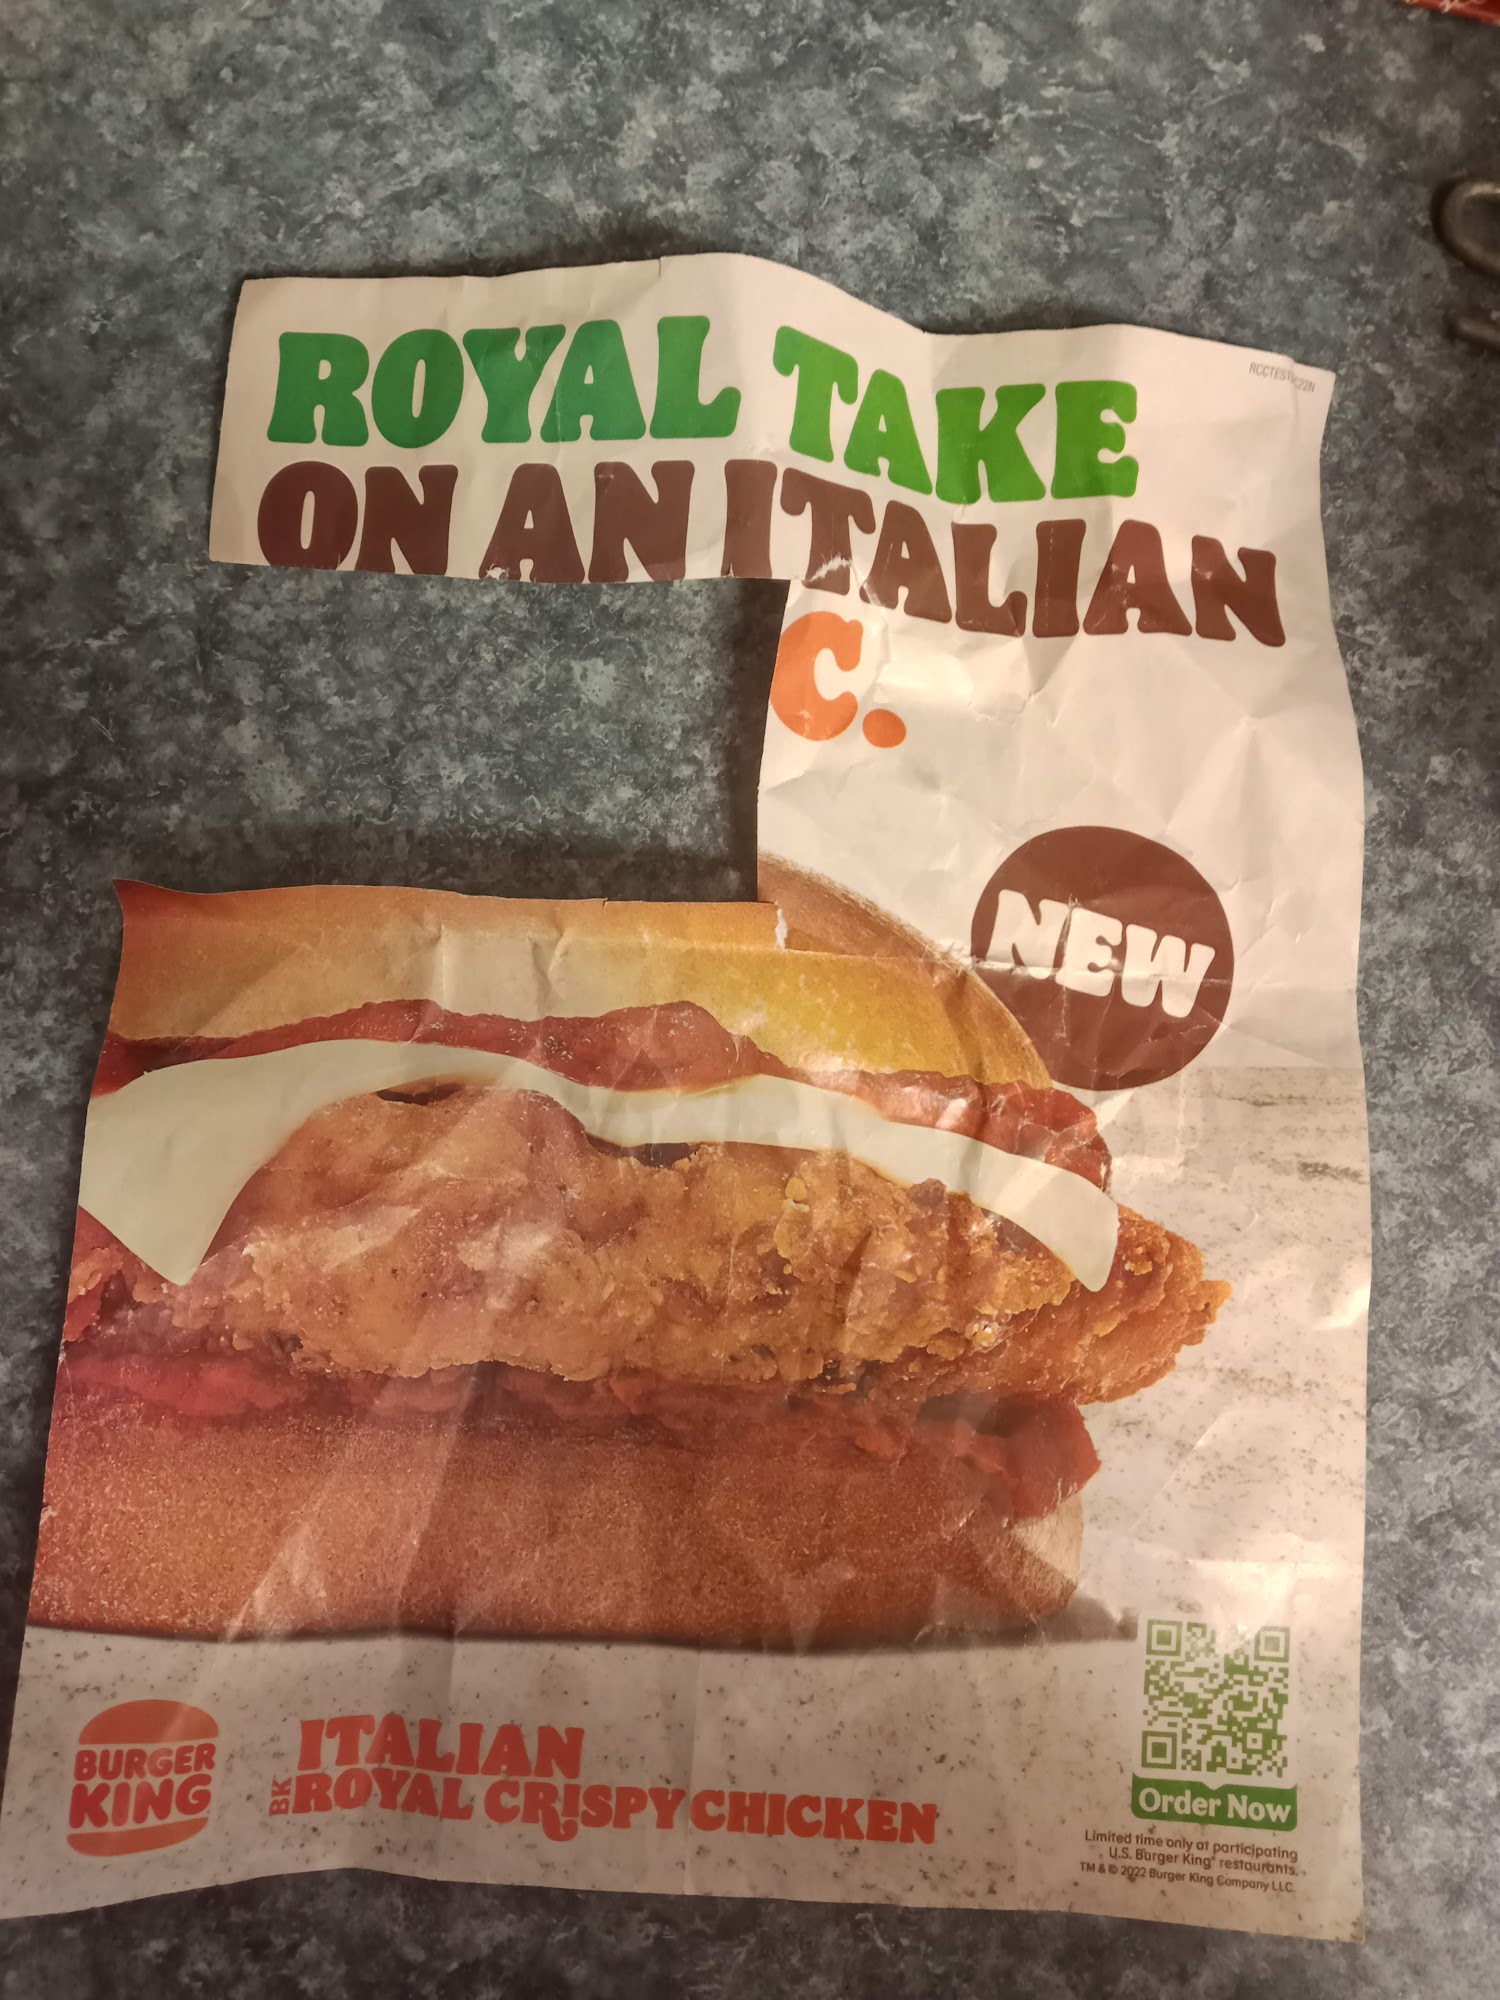 ROYAL TAKE
RCCTEST
ON AN ITALIAN
C.
NEW
BURGER
KING
ITALIAN
BK ROYAL CRISPY CHICKEN
Order Now
Limited time only at participating
U.S. Burger King® restaurants.
TM & © 2022 Burger King Company LLC.